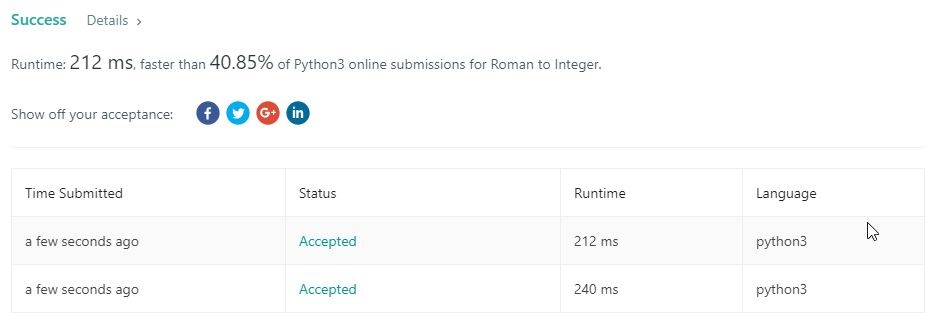 Success Details >
Runtime: 212 ms, faster than 40.85% of Python3 online submissions for Roman to Integer.
Show off your acceptance: f G+ in
Time Submitted Status Runtime Language
a few seconds ago Accepted 212 ms python3
a few seconds ago Accepted 240 ms python3